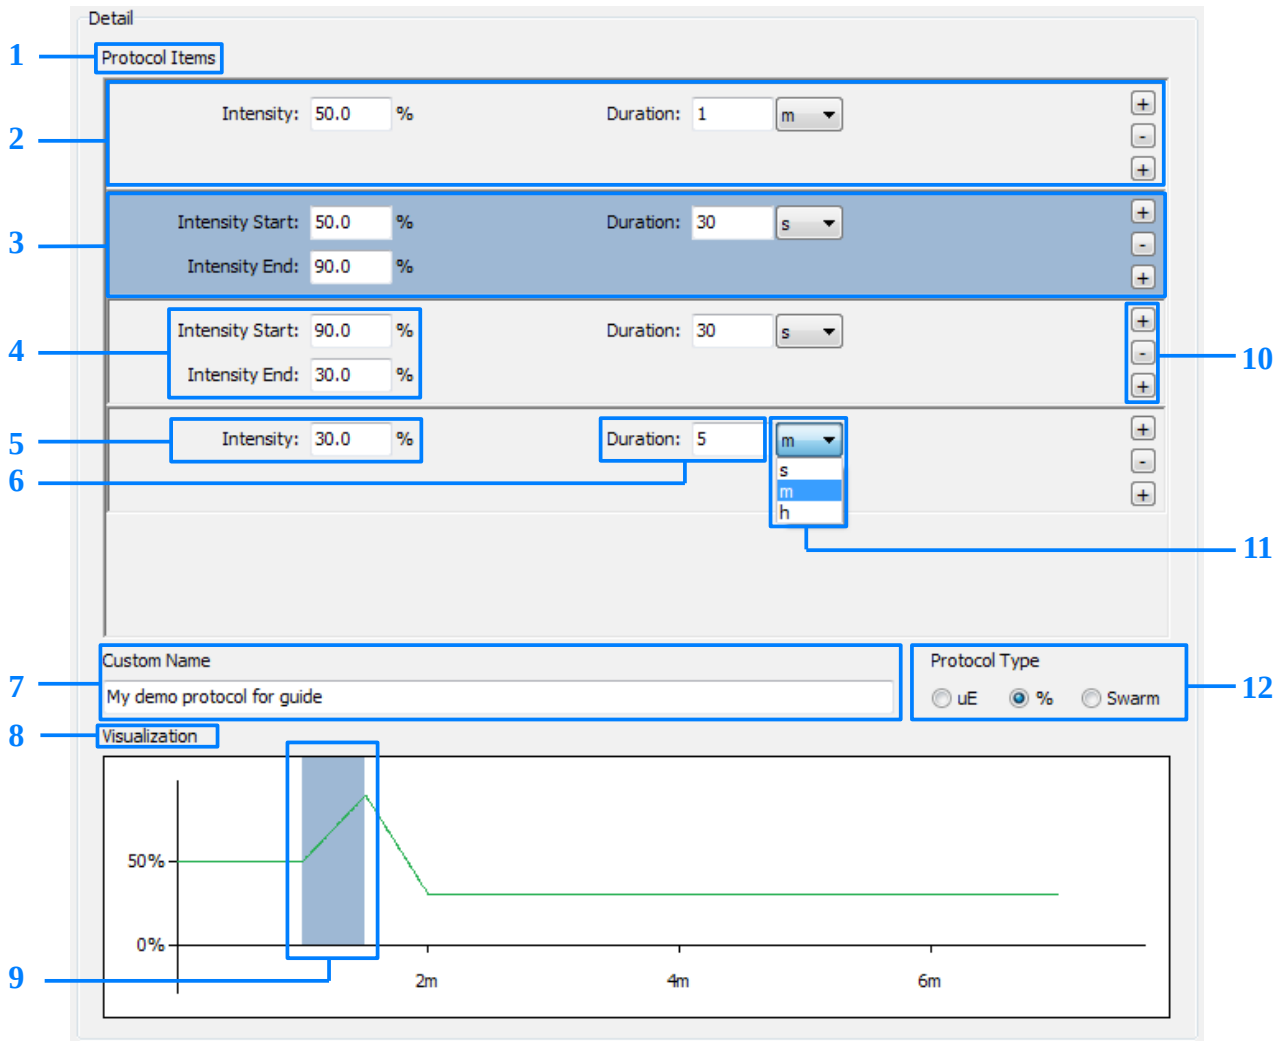 Detail
1 Protocol Items
Intensity: 50.0 % Duration: 1 m +
2 -
+
Intensity Start: 50.0 % Duration: 30 s +
3 -
Intensity End: 90.0 % +
Intensity Start: 90.0 % Duration: 30 s +
4 - 10
Intensity End: 30.0 % +
5 Intensity: 30.0 % Duration: 5 m +
s -
6 m +
h
11
Custom Name Protocol Type
7 My demo protocol for guide uE % Swarm 12
8 Visualization
50%
0%
9 2m 4m 6m